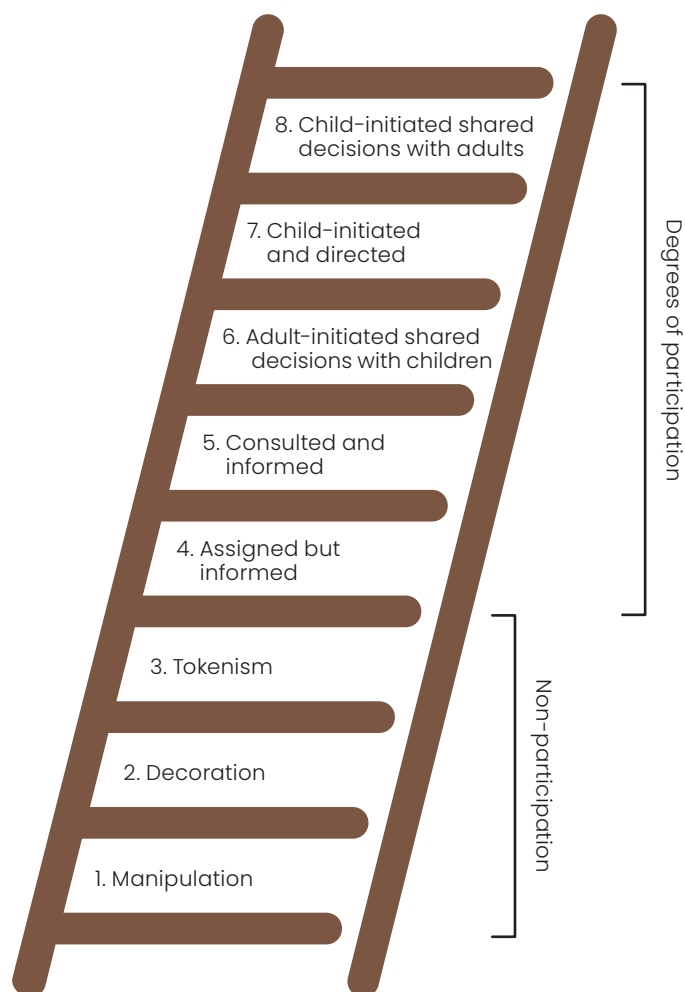 8. Child-initiated shared
decisions with adults
7. Child-initiated
and directed
6. Adult-initiated shared
decisions with children
5. Consulted and
informed
4. Assigned but
informed
3. Tokenism
2. Decoration
1. Manipulation
Degrees of participation
Non-participation